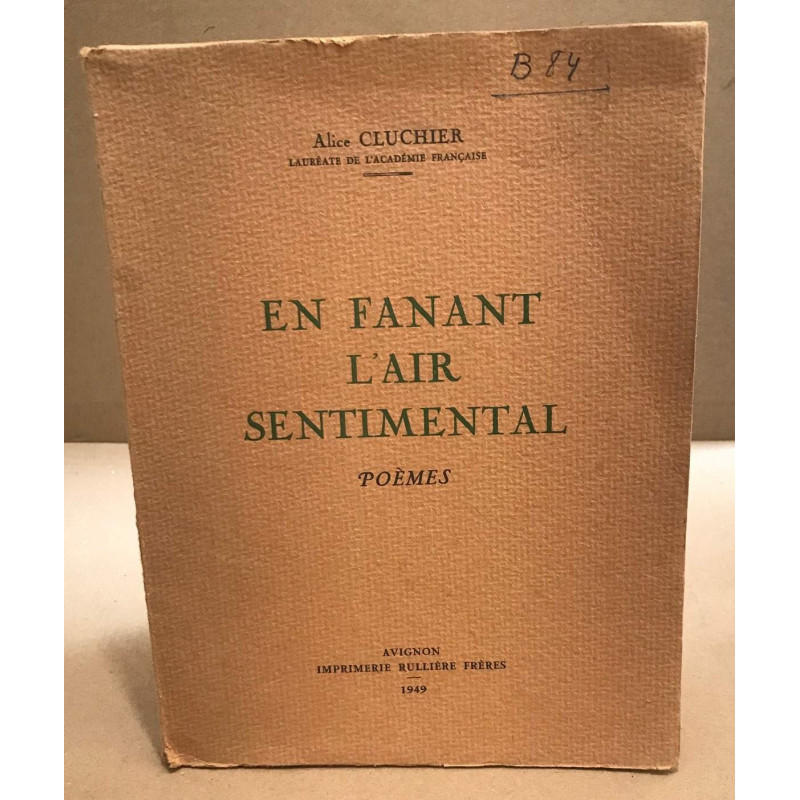 B 84
Alice CLUCHIER
LAURÉATE DE L'ACADÉMIE FRANÇAISE
EN FANANT
L'AIR
SENTIMENTAL
POÈMES
AVIGNON
IMPRIMERIE RULLIÈRE FRÈRES
1949